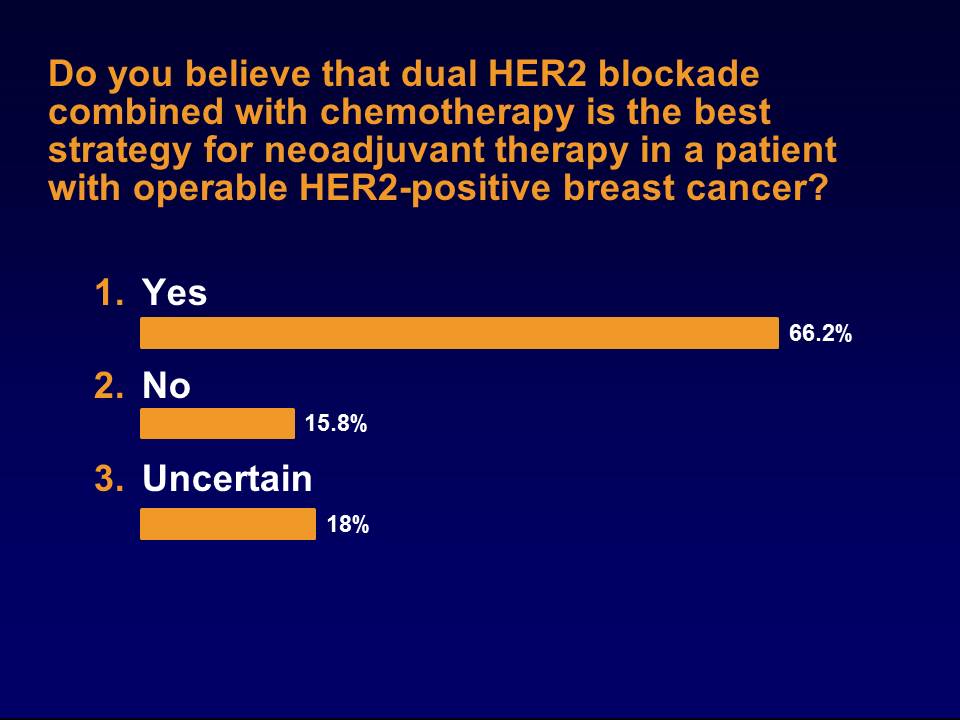 Do you believe that dual HER2 blockade
combined with chemotherapy is the best
strategy for neoadjuvant therapy in a patient
with operable HER2-positive breast cancer?
1. Yes
66.2%
2. No
15.8%
3. Uncertain
18%